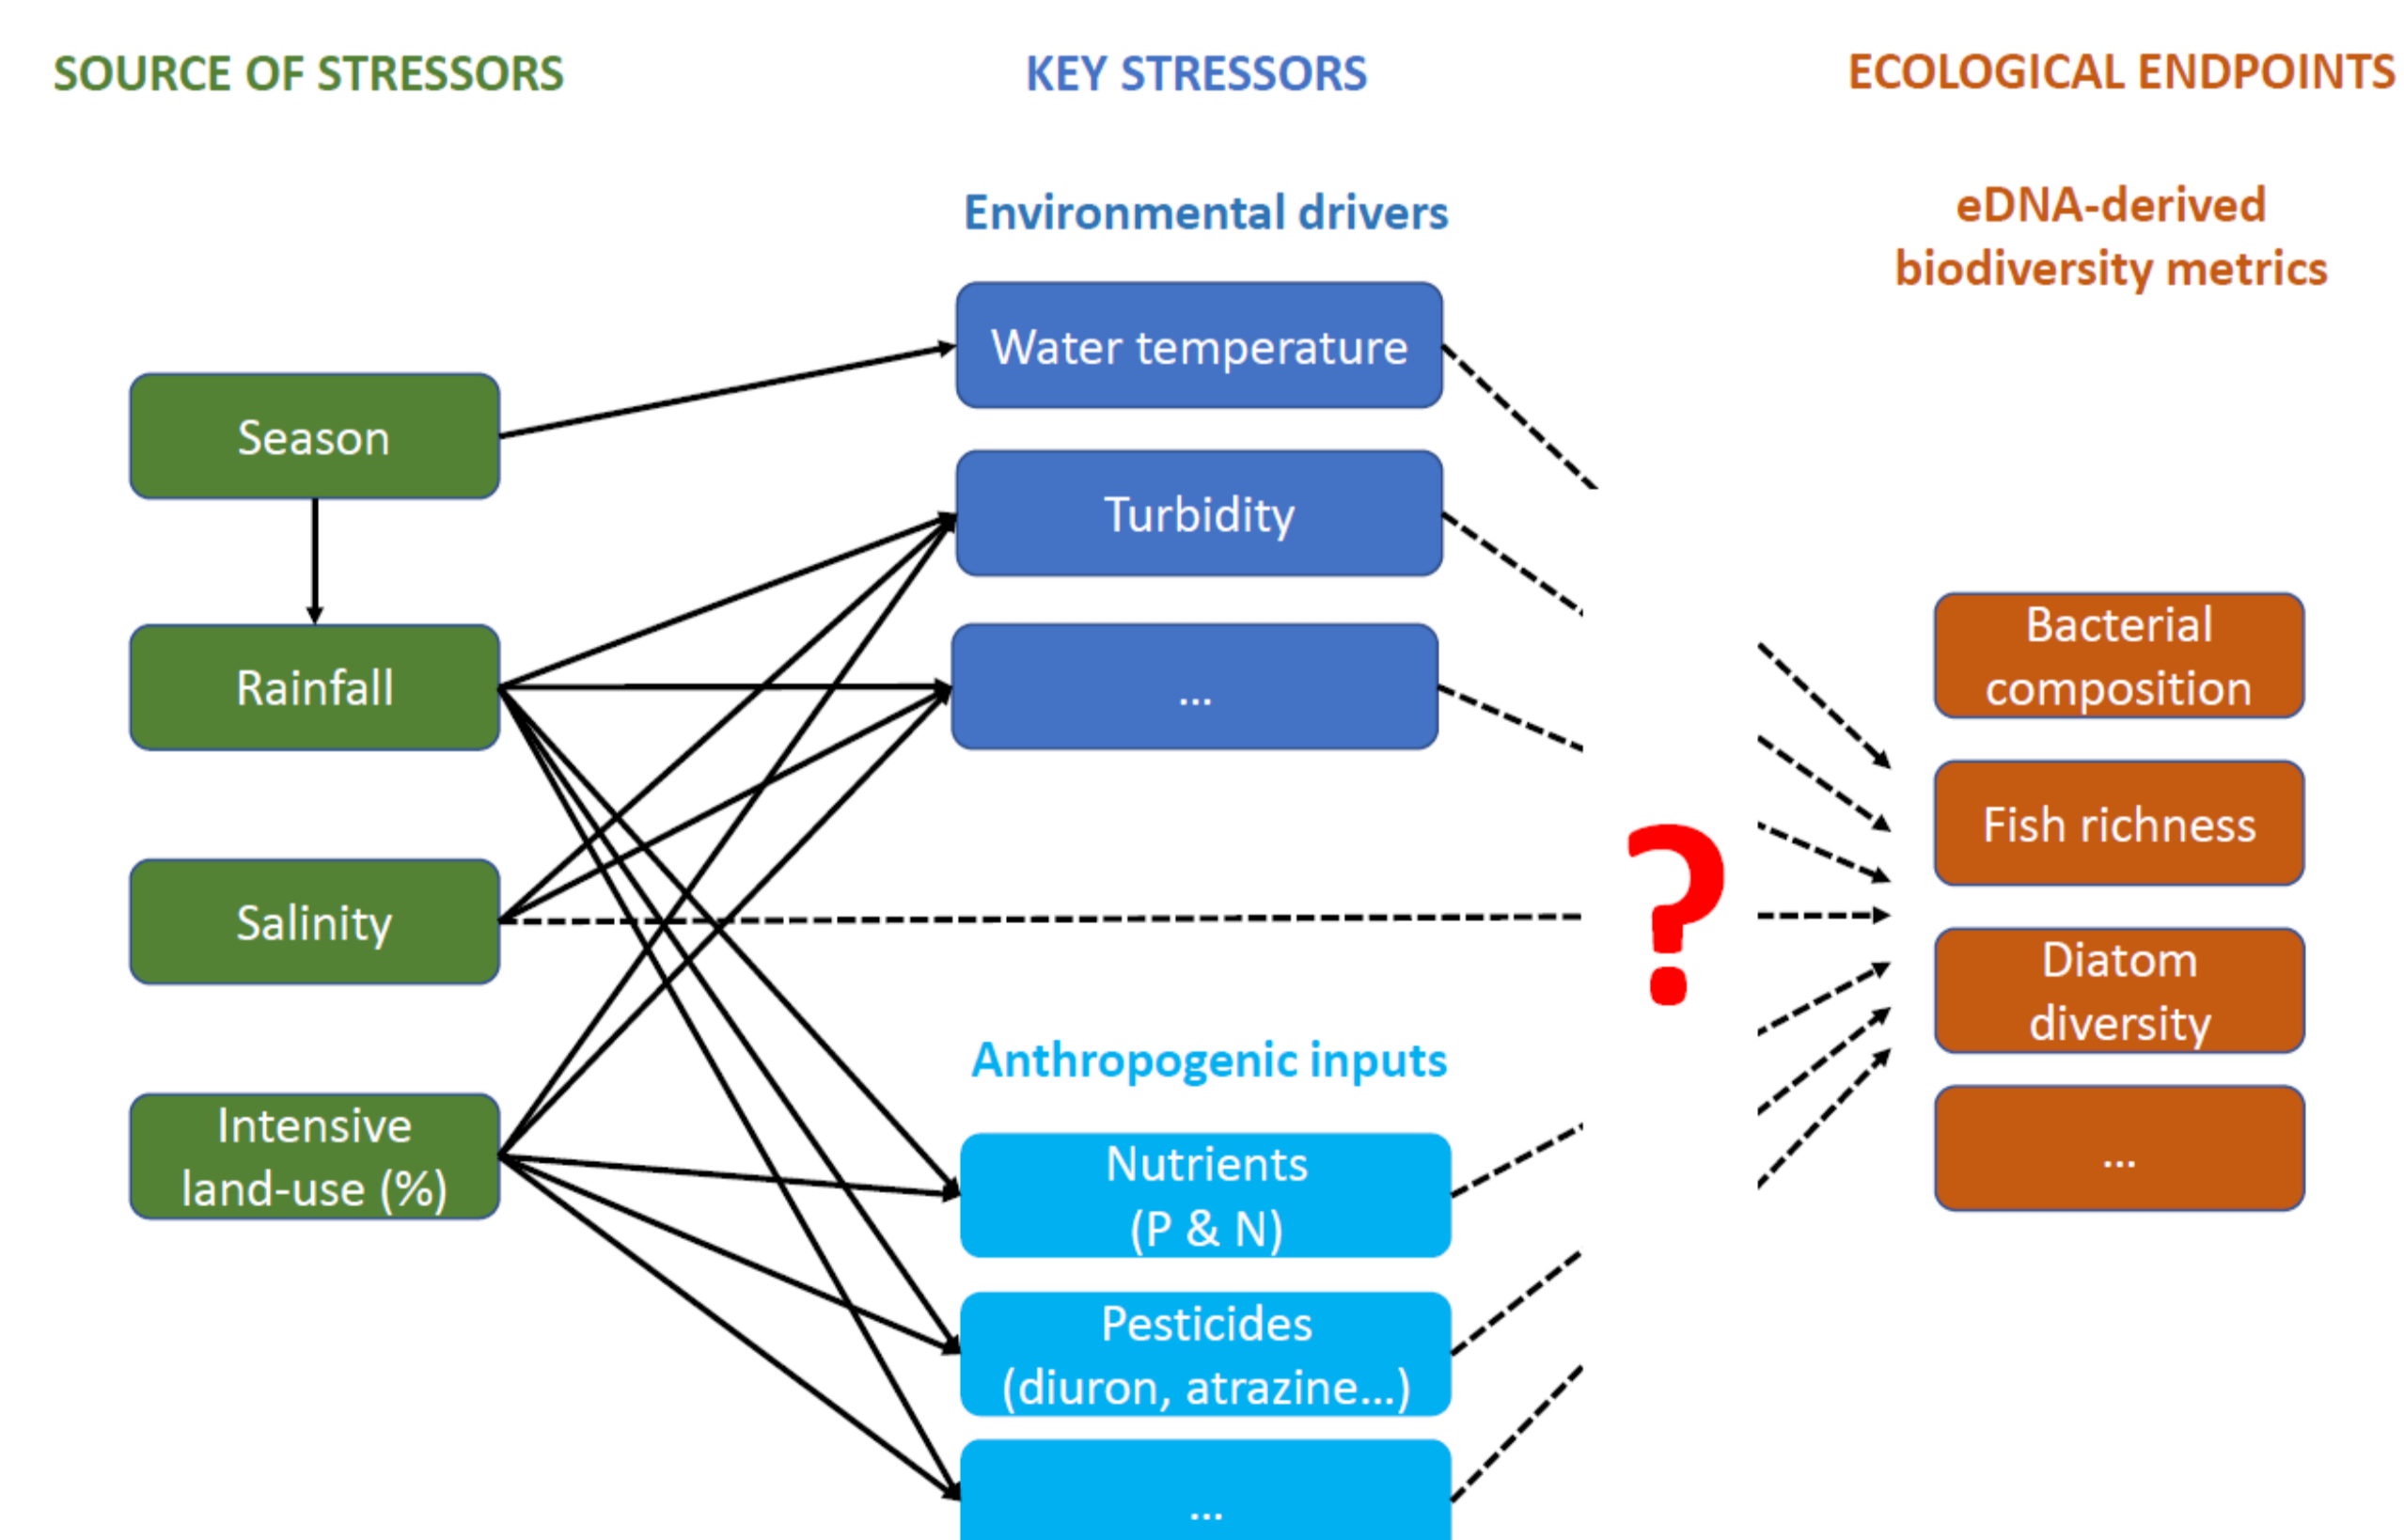 SOURCE OF STRESSORS
KEY STRESSORS
ECOLOGICAL ENDPOINTS
Environmental drivers
eDNA-derived
biodiversity metrics
Season
Rainfall
Salinity
Intensive
land-use (%)
Water temperature
Turbidity
...
Anthropogenic inputs
Nutrients
(P & N)
Pesticides
(diuron, atrazine...)
...
?
Bacterial
composition
Fish richness
Diatom
diversity
...